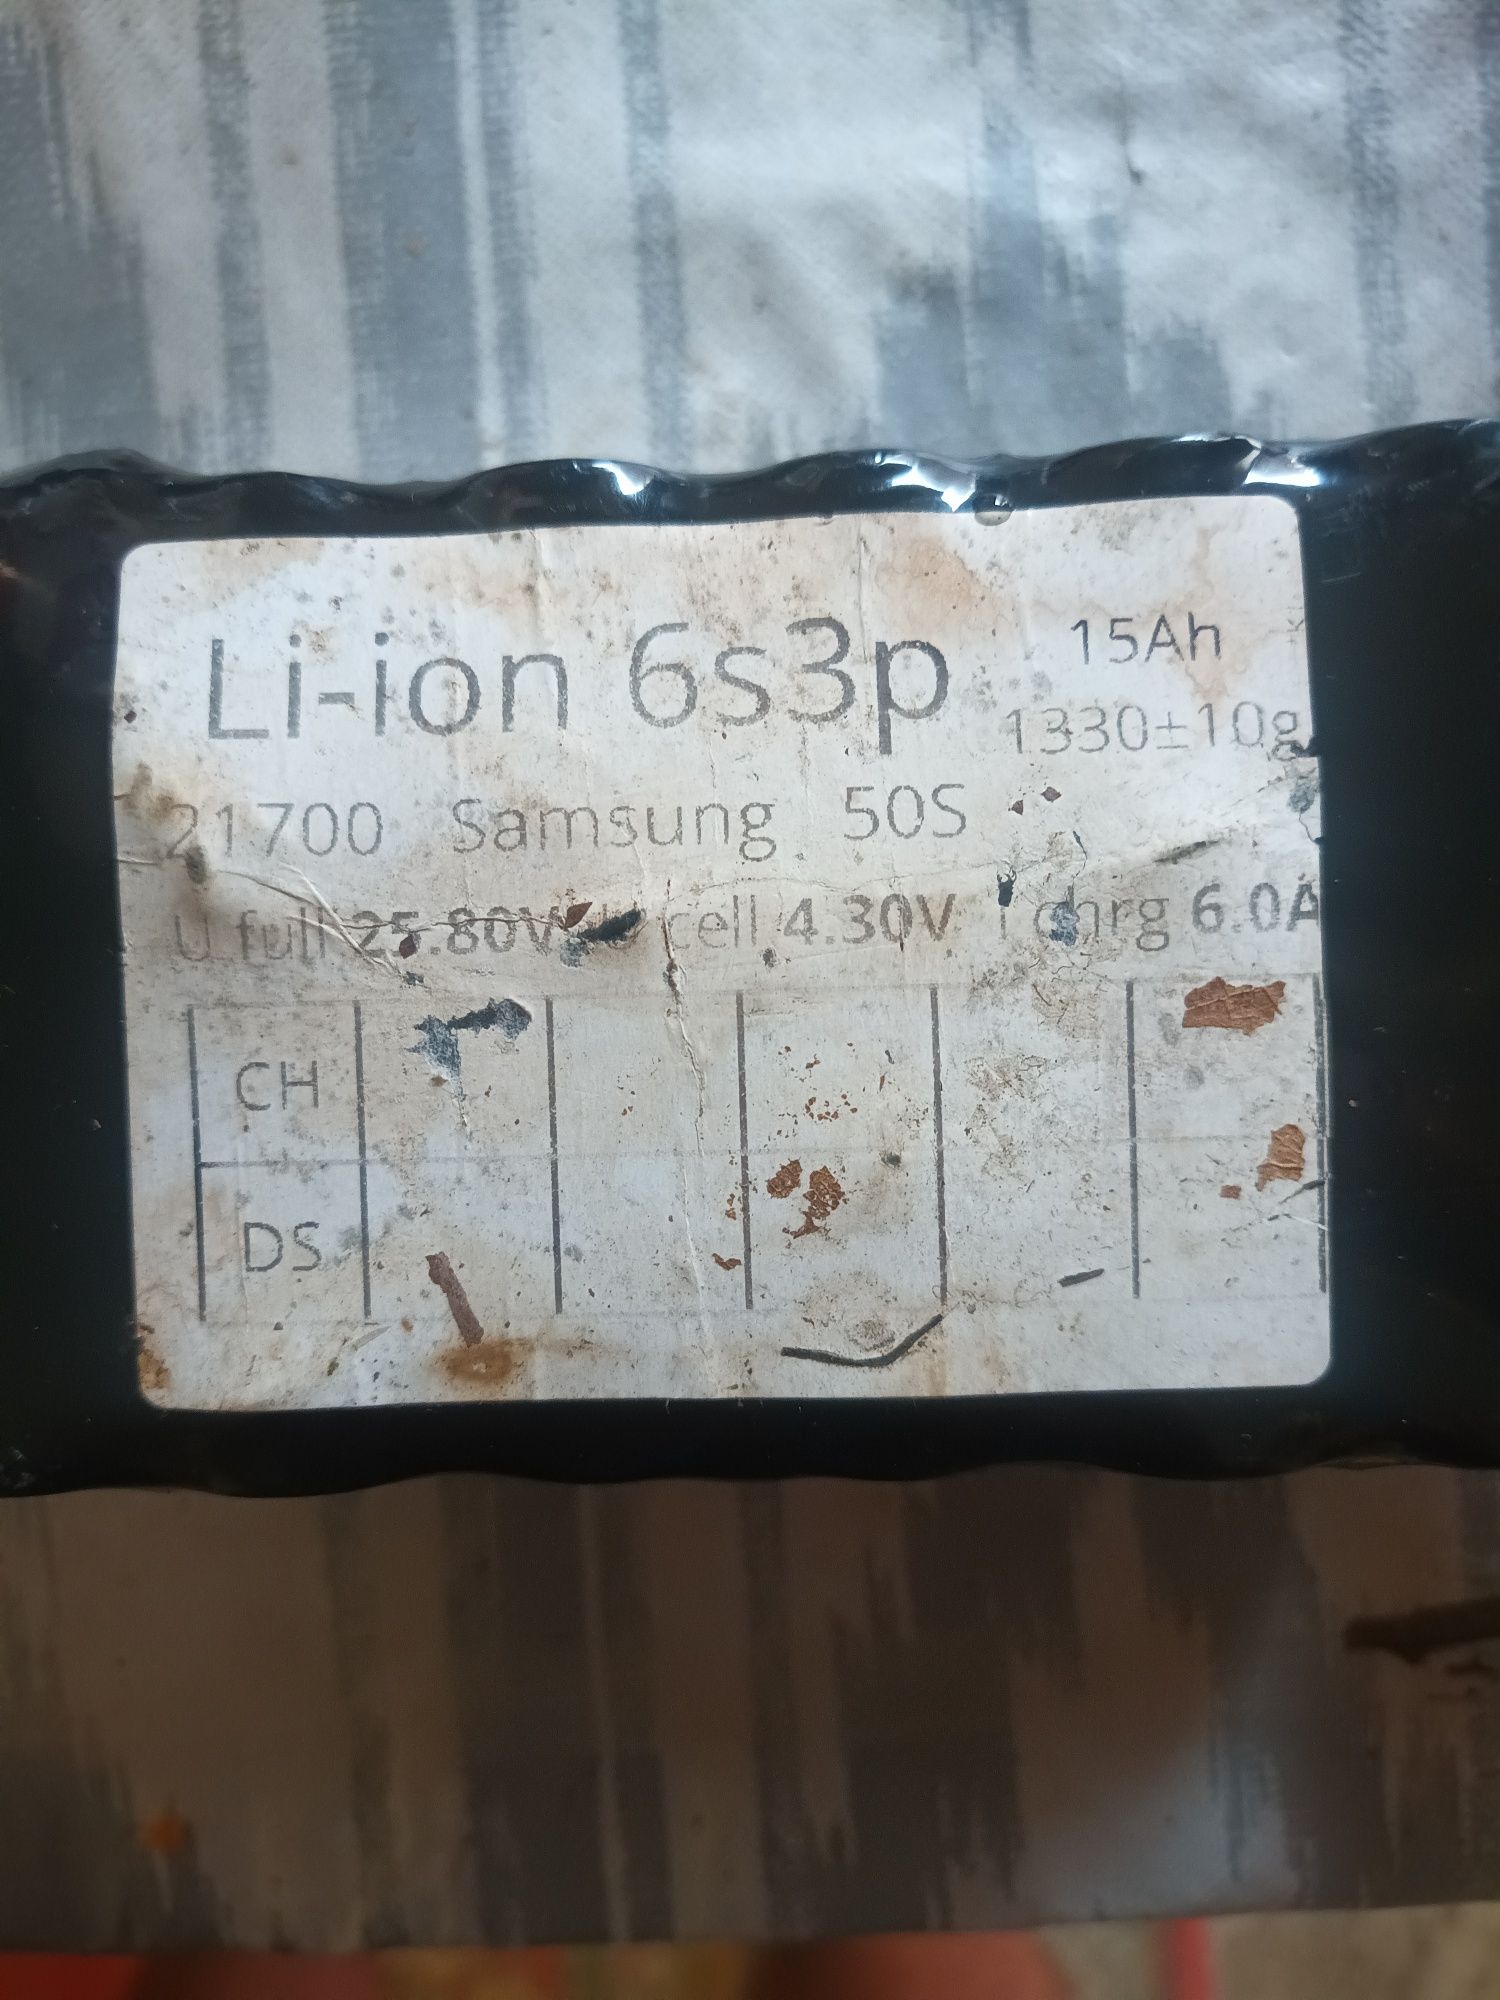 Li-ion 6s3p 15Ah
1330±10g
21700 Samsung 50S
U full 25.80V U cell 4.30V I chrg 6.0A
CH
DS